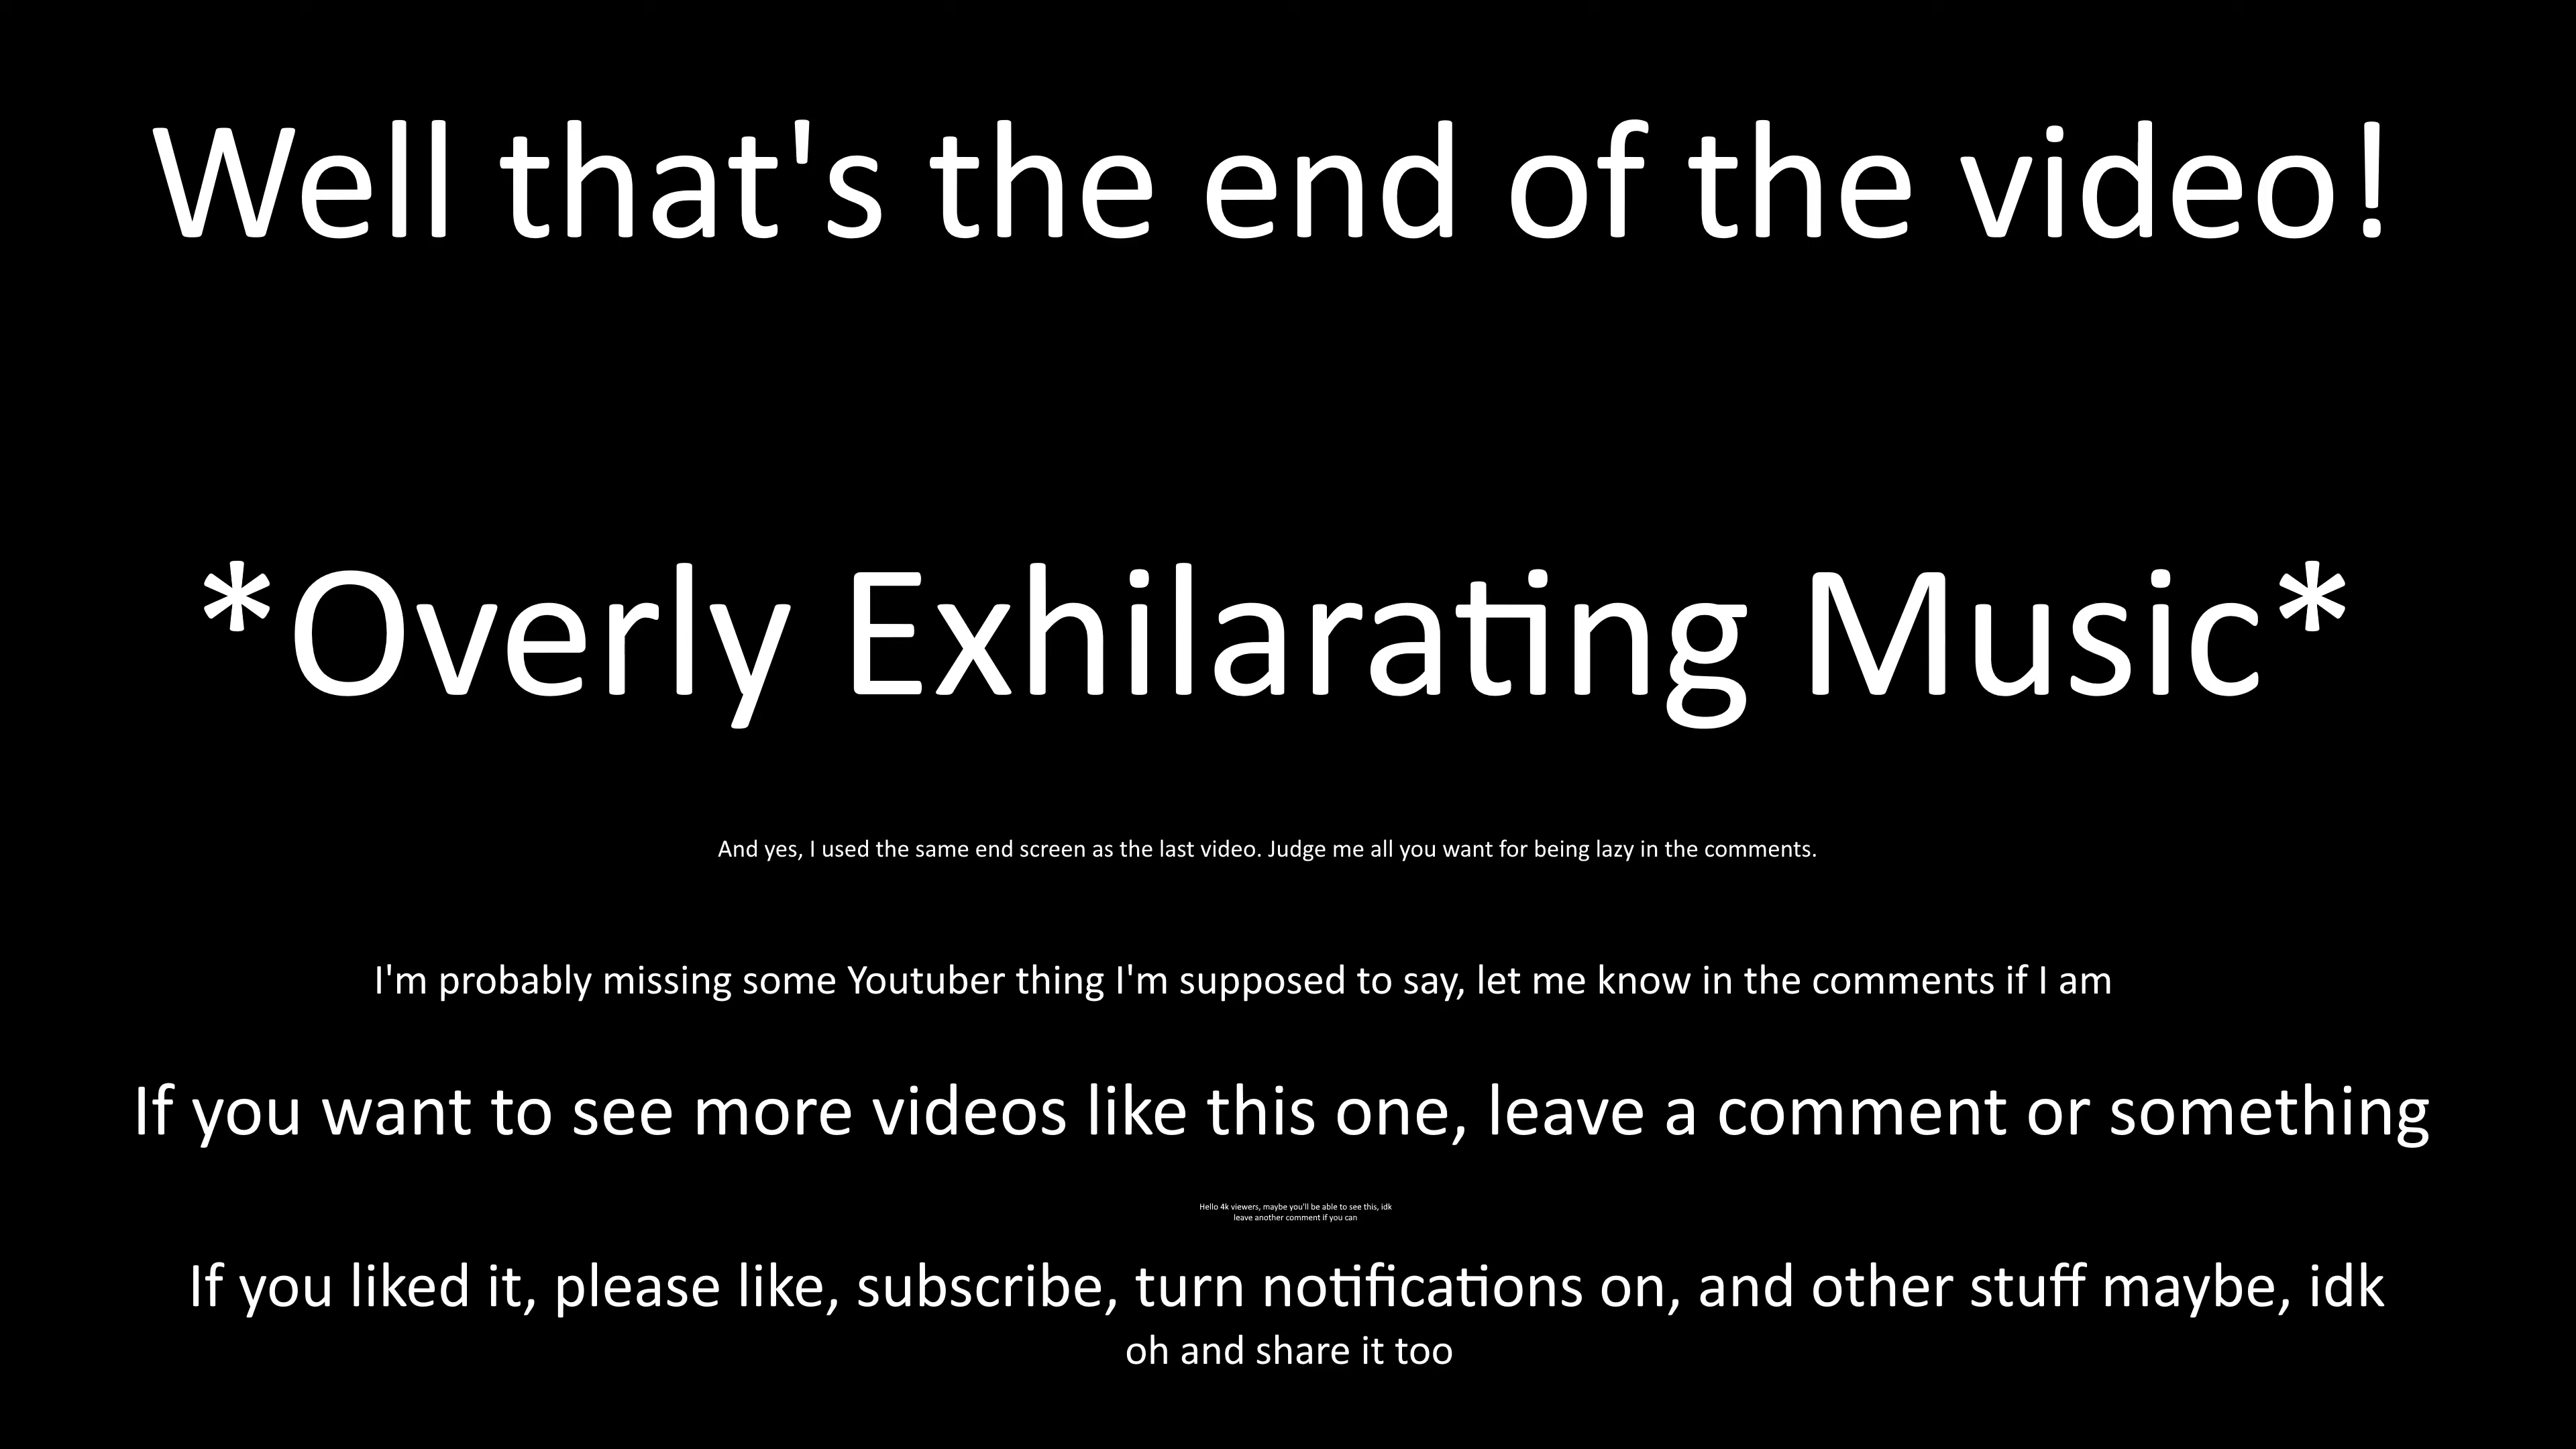 Well that's the end of the video!
*Overly Exhilarating Music*
And yes, I used the same end screen as the last video. Judge me all you want for being lazy in the comments.
I'm probably missing some Youtuber thing I'm supposed to say, let me know in the comments if I am
If you want to see more videos like this one, leave a comment or something
Hello 4k viewers, maybe you'll be able to see this, idk
leave another comment if you can
If you liked it, please like, subscribe, turn notifications on, and other stuff maybe, idk
oh and share it too